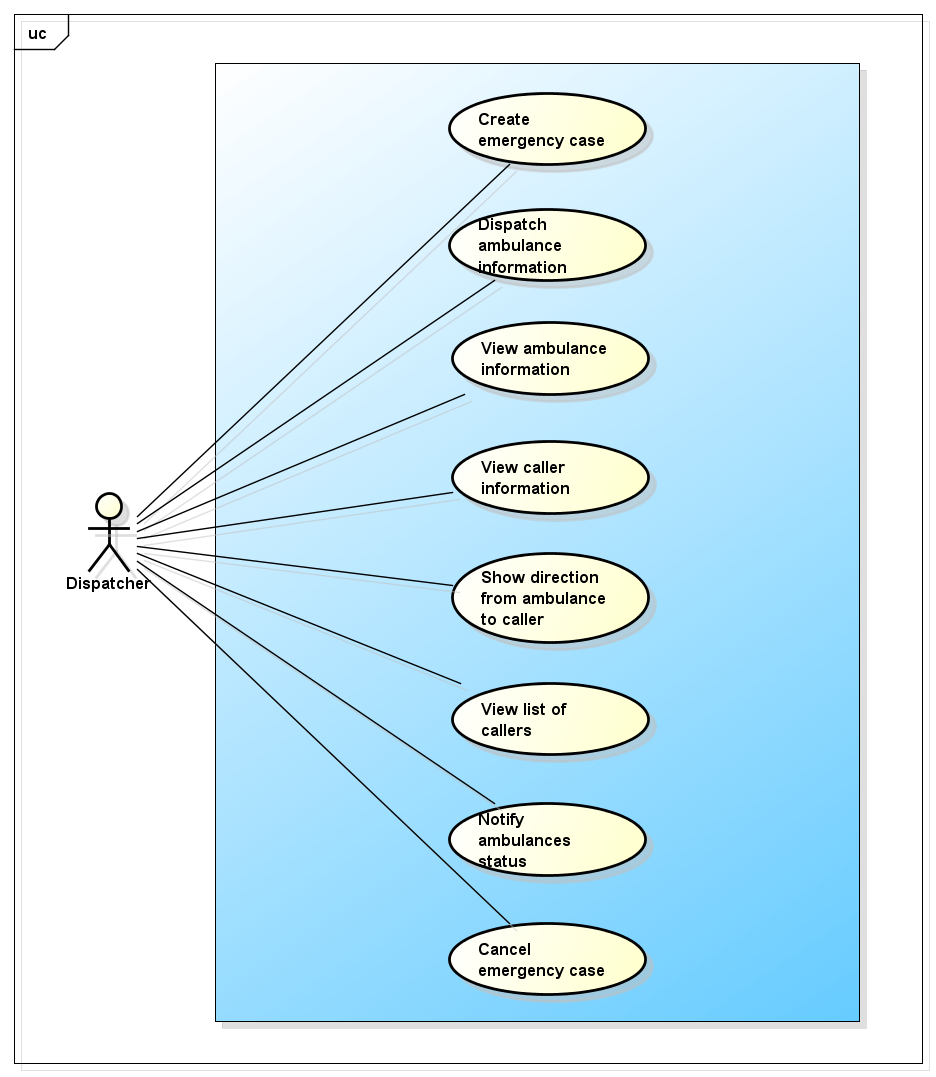 uc
Create
emergency case
Dispatch
ambulance
information
View ambulance
information
View caller
information
Dispatcher
Show direction
from ambulance
to caller
View list of
callers
Notify
ambulances
status
Cancel
emergency case